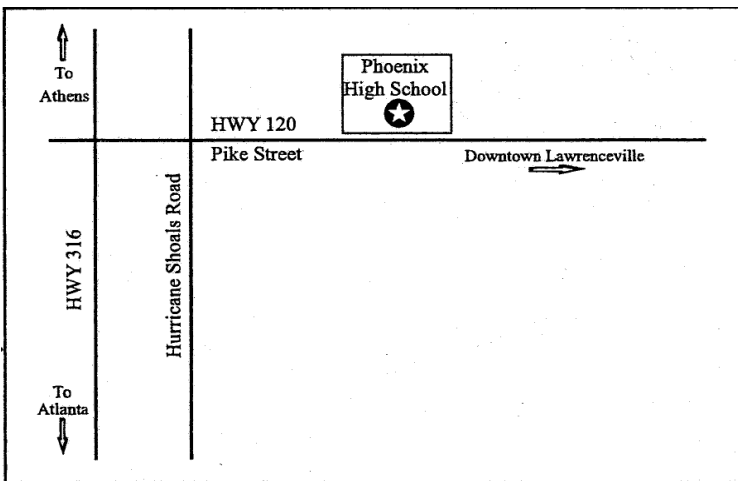 To
Athens
Phoenix
High School
HWY 120
Pike Street
Downtown Lawrenceville
HWY 316
Hurricane Shoals Road
To
Atlanta